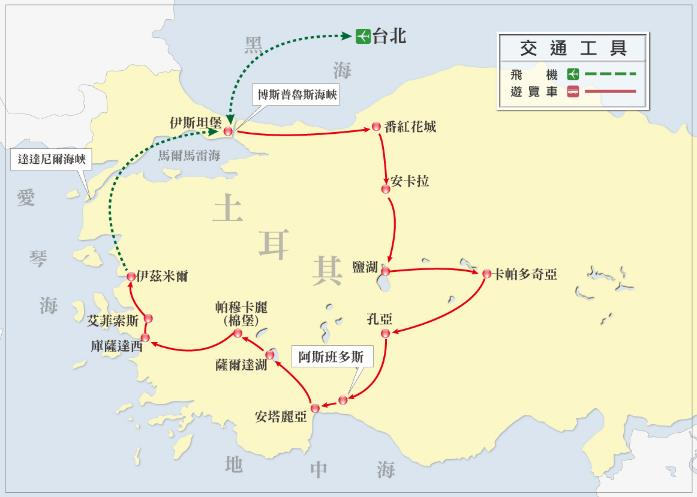 黑
海
台北
交通工具
飛機
遊覽車
博斯普魯斯海峽
伊斯坦堡
番紅花城
馬爾馬雷海
達達尼爾海峽
安卡拉
愛
琴
海
土
耳
其
鹽湖
卡帕多奇亞
伊茲米爾
帕穆卡麗
(棉堡)
艾菲索斯
孔亞
庫薩達西
薩爾達湖
阿斯班多斯
安塔麗亞
地
中
海